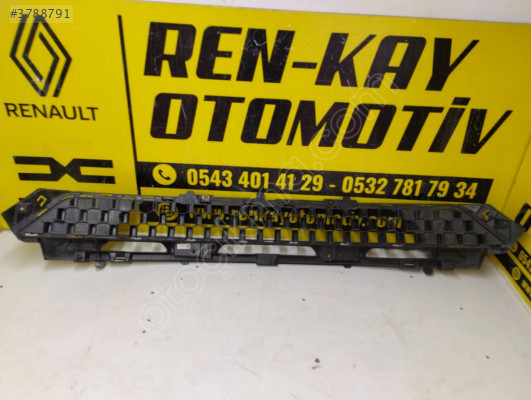 #3788791
REN-KAY
OTOMOTİV
RENAULT
0543 401 41 29 - 0532 781 79 34